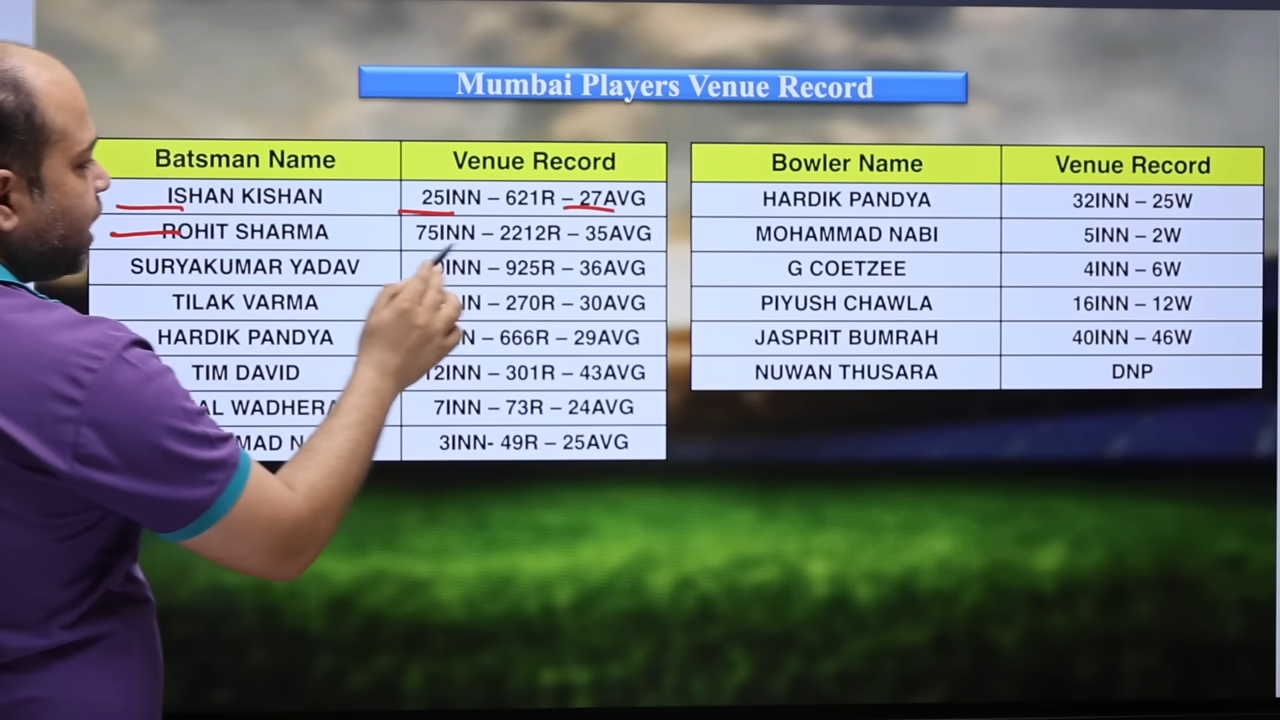 Mumbai Players Venue Record
Batsman Name Venue Record
ISHAN KISHAN 25INN – 621R – 27AVG
ROHIT SHARMA 75INN – 2212R – 35AVG
SURYAKUMAR YADAV INN – 925R – 36AVG
TILAK VARMA – 270R – 30AVG
HARDIK PANDYA – 666R – 29AVG
TIM DAVID 12INN – 301R – 43AVG
WADHERA 7INN – 73R – 24AVG
3INN- 49R – 25AVG
Bowler Name Venue Record
HARDIK PANDYA 32INN – 25W
MOHAMMAD NABI 5INN – 2W
G COETZEE 4INN – 6W
PIYUSH CHAWLA 16INN – 12W
JASPRIT BUMRAH 40INN – 46W
NUWAN THUSARA DNP